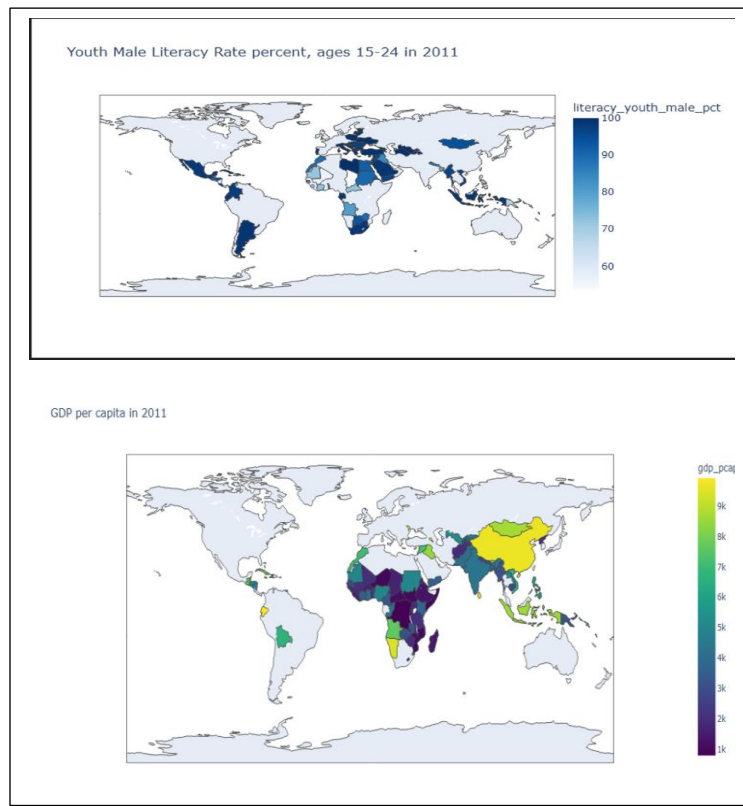 Youth Male Literacy Rate percent, ages 15-24 in 2011
literacy_youth_male_pct
100
90
80
70
60
GDP per capita in 2011
gdp_pcap
9k
8k
7k
6k
5k
4k
3k
2k
1k